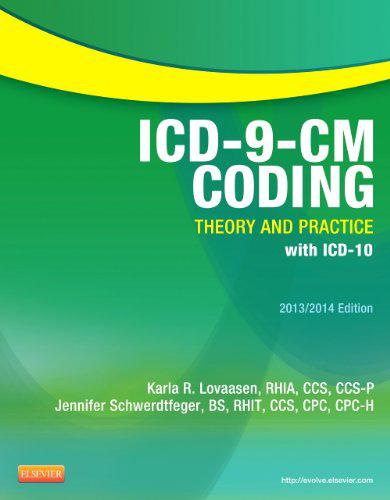 ICD-9-CM
CODING
THEORY AND PRACTICE
with ICD-10
2013/2014 Edition
Karla R. Lovaasen, RHIA, CCS, CCS-P
Jennifer Schwerdtfeger, BS, RHIT, CCS, CPC, CPC-H
ELSEVIER
http://evolve.elsevier.com